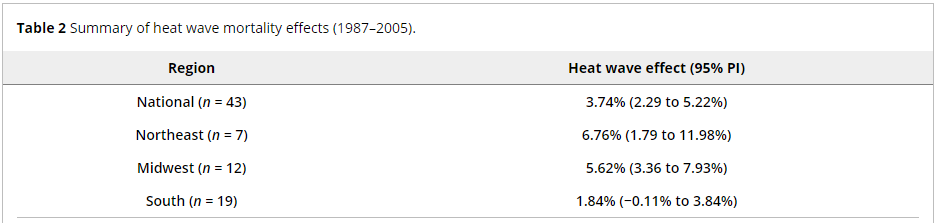 Table 2 Summary of heat wave mortality effects (1987–2005).
Region Heat wave effect (95% PI)
National (n = 43) 3.74% (2.29 to 5.22%)
Northeast (n = 7) 6.76% (1.79 to 11.98%)
Midwest (n = 12) 5.62% (3.36 to 7.93%)
South (n = 19) 1.84% (−0.11% to 3.84%)